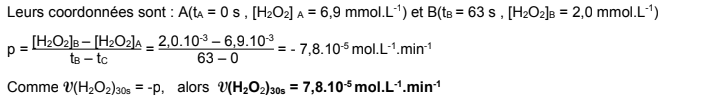 Leurs coordonnées sont : A(tA = 0 s , [H2O2] A = 6,9 mmol.L-1) et B(tB = 63 s , [H2O2]B = 2,0 mmol.L-1)
p = [H2O2]B – [H2O2]A / tB – tC = 2,0.10-3 – 6,9.10-3 / 63 – 0 = - 7,8.10-5 mol.L-1.min-1
Comme 𝒱(H2O2)30s = -p, alors 𝒱(H2O2)30s = 7,8.10-5 mol.L-1.min-1